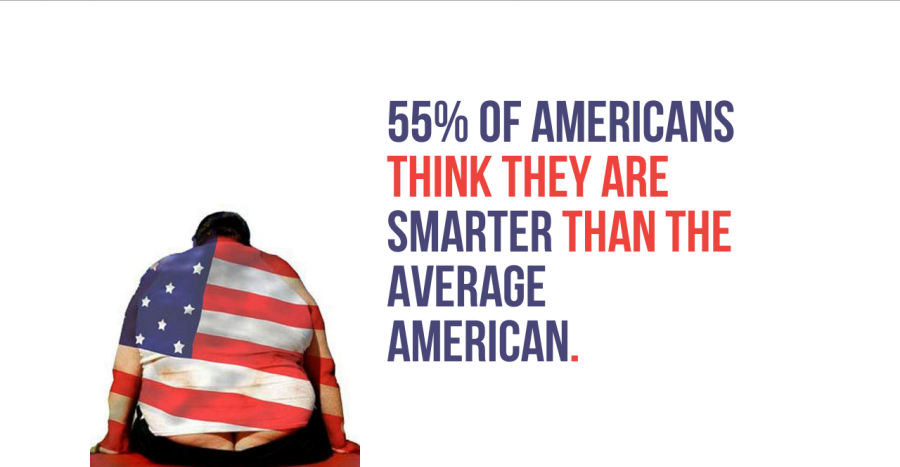 55% OF AMERICANS
THINK THEY ARE
SMARTER THAN THE
AVERAGE
AMERICAN.